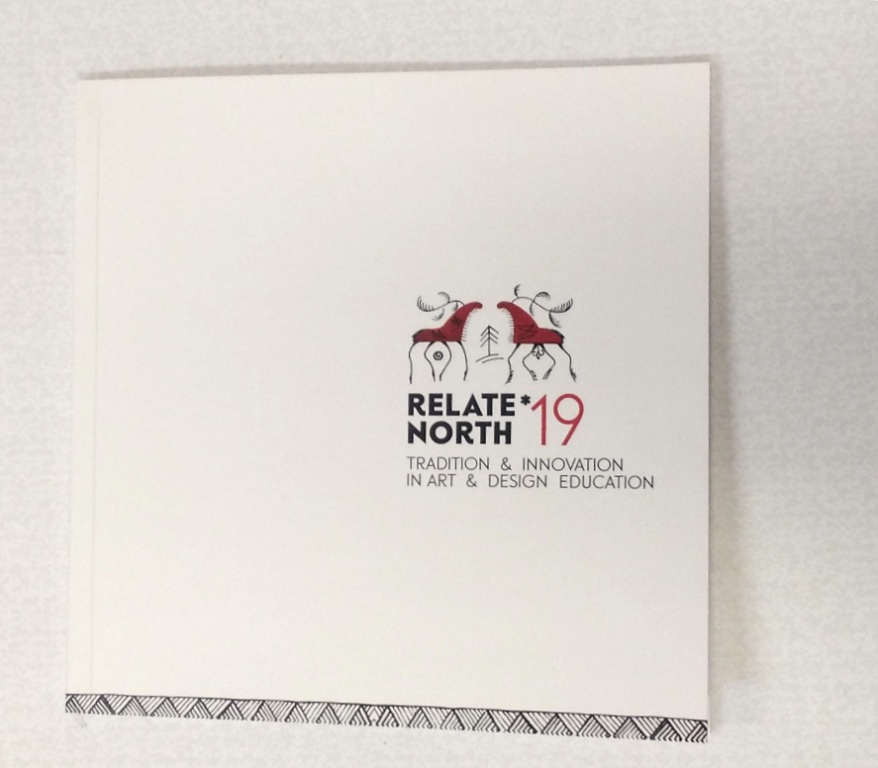 RELATE*19
NORTH
TRADITION & INNOVATION
IN ART & DESIGN EDUCATION